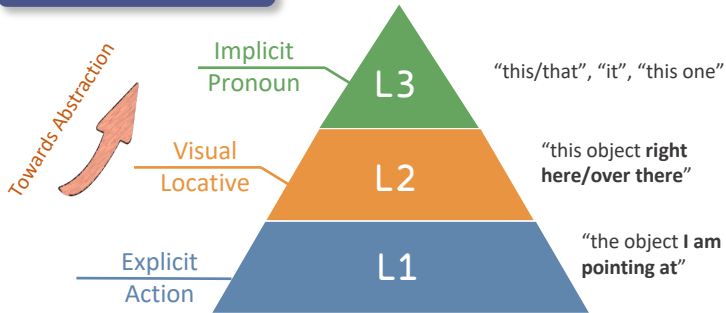 Towards Abstraction
Implicit
Pronoun
L3
“this/that”, “it”, “this one”
Visual
Locative
L2
“this object right
here/over there”
Explicit
Action
L1
“the object I am
pointing at”